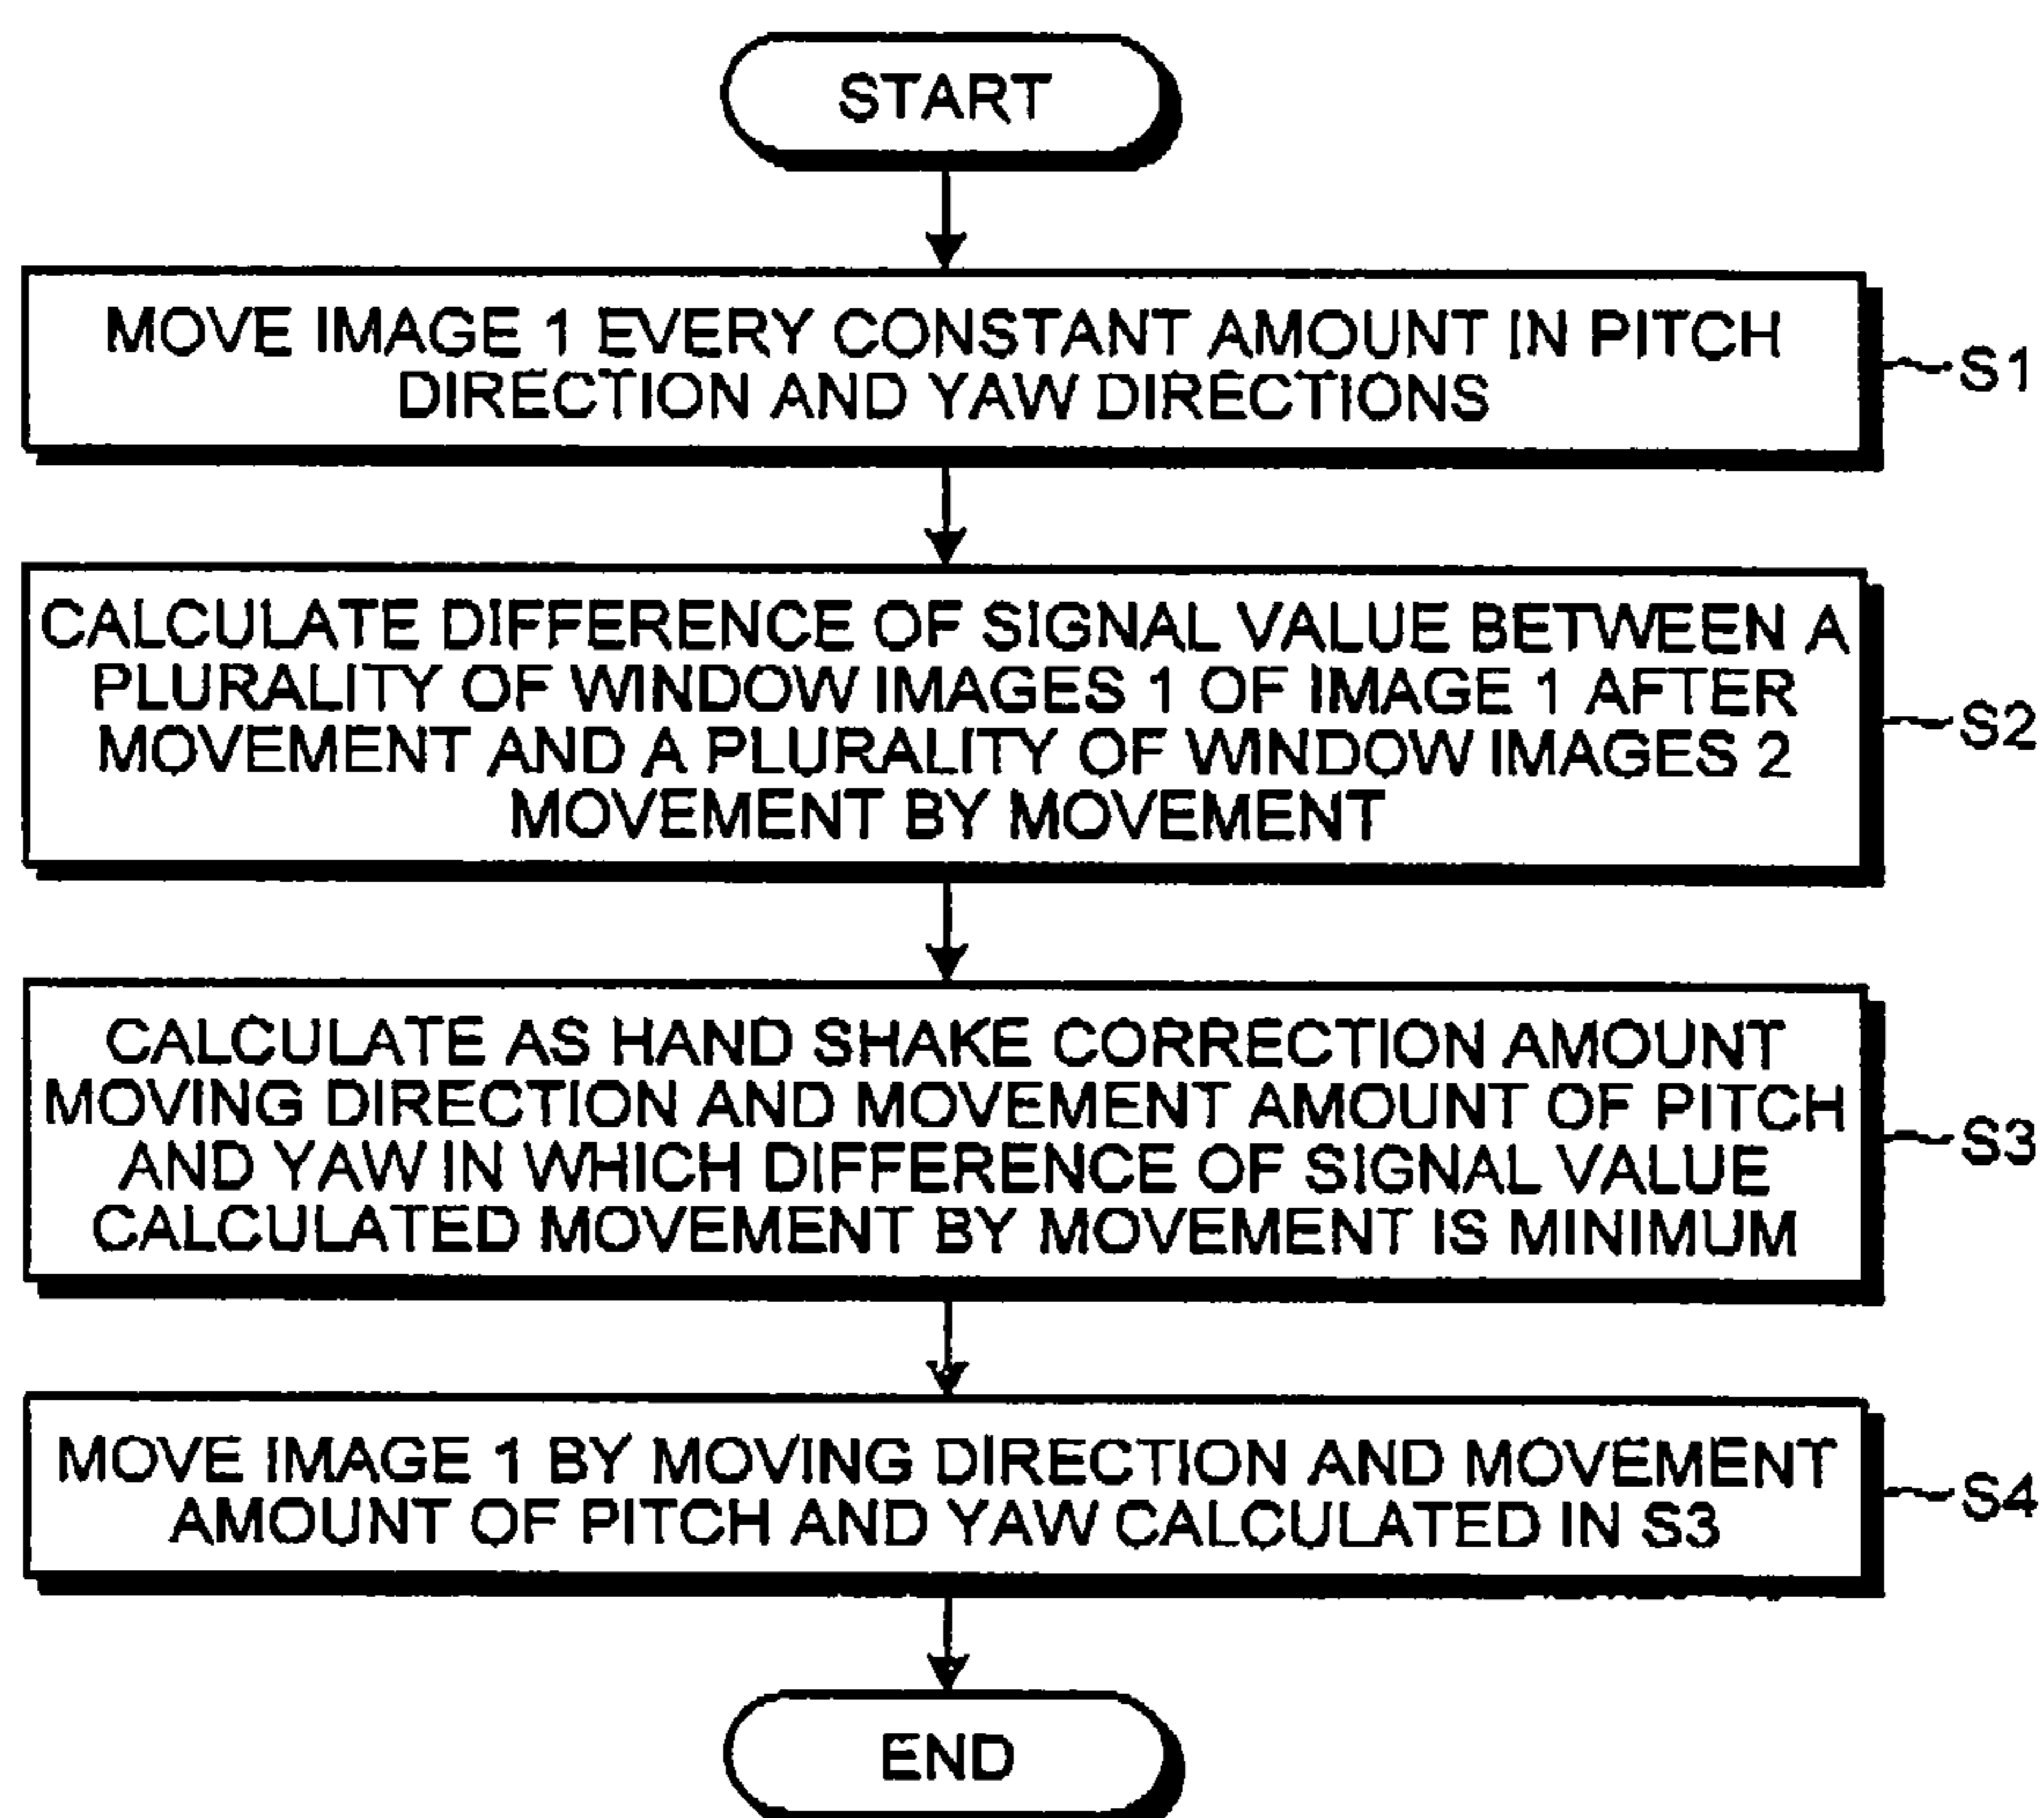 START
MOVE IMAGE 1 EVERY CONSTANT AMOUNT IN PITCH
DIRECTION AND YAW DIRECTIONS
S1
CALCULATE DIFFERENCE OF SIGNAL VALUE BETWEEN A
PLURALITY OF WINDOW IMAGES 1 OF IMAGE 1 AFTER
MOVEMENT AND A PLURALITY OF WINDOW IMAGES 2
MOVEMENT BY MOVEMENT
S2
CALCULATE AS HAND SHAKE CORRECTION AMOUNT
MOVING DIRECTION AND MOVEMENT AMOUNT OF PITCH
AND YAW IN WHICH DIFFERENCE OF SIGNAL VALUE
CALCULATED MOVEMENT BY MOVEMENT IS MINIMUM
S3
MOVE IMAGE 1 BY MOVING DIRECTION AND MOVEMENT
AMOUNT OF PITCH AND YAW CALCULATED IN S3
S4
END